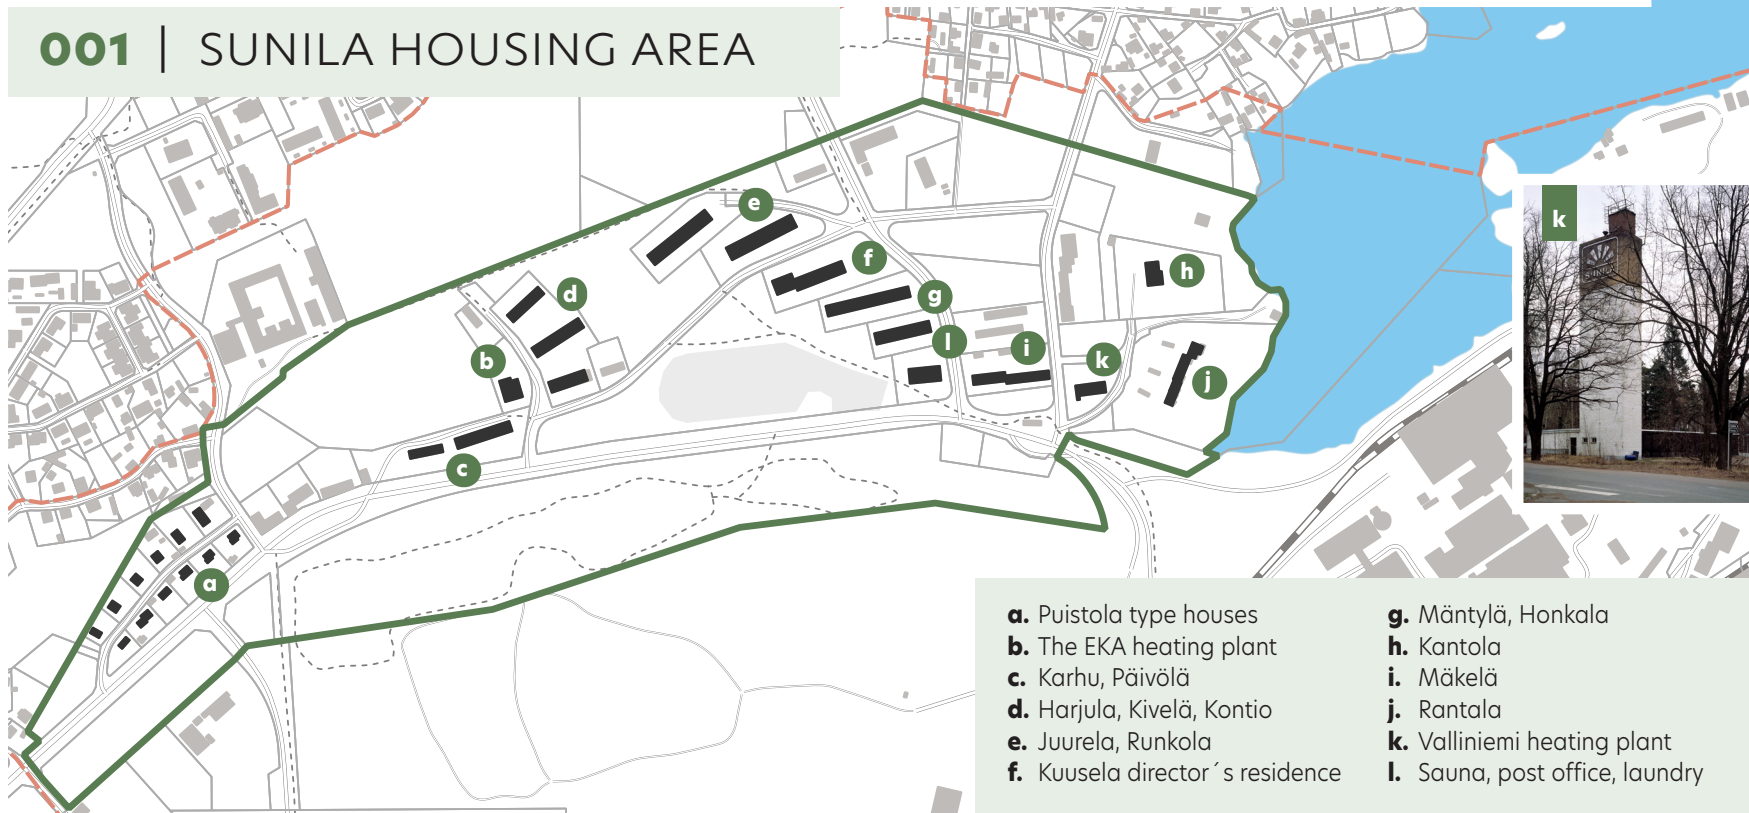 001 | SUNILA HOUSING AREA
e
k
f
h
d
g
l
i
b
k
j
c
a
SUNILA
a. Puistola type houses
b. The EKA heating plant
c. Karhu, Päivölä
d. Harjula, Kivelä, Kontio
e. Juurela, Runkola
f. Kuusela director´s residence
g. Mäntylä, Honkala
h. Kantola
i. Mäkelä
j. Rantala
k. Valliniemi heating plant
l. Sauna, post office, laundry